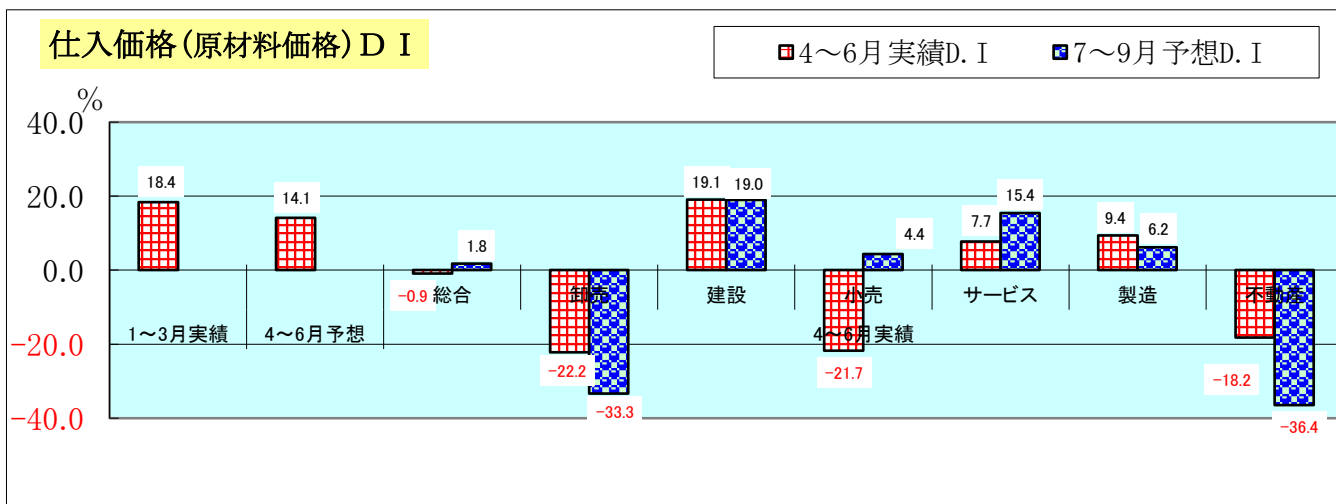 仕入価格(原材料価格)ＤＩ
4～6月実績D.I 7～9月予想D.I
%
40.0
20.0
0.0
-20.0
-40.0
18.4 14.1 -0.9 1.8 -22.2 -33.3 19.1 19.0 -21.7 4.4 7.7 15.4 9.4 6.2 -18.2 -36.4
総合 卸売 建設 小売 サービス 製造 不動産
1～3月実績 4～6月予想 4～6月実績